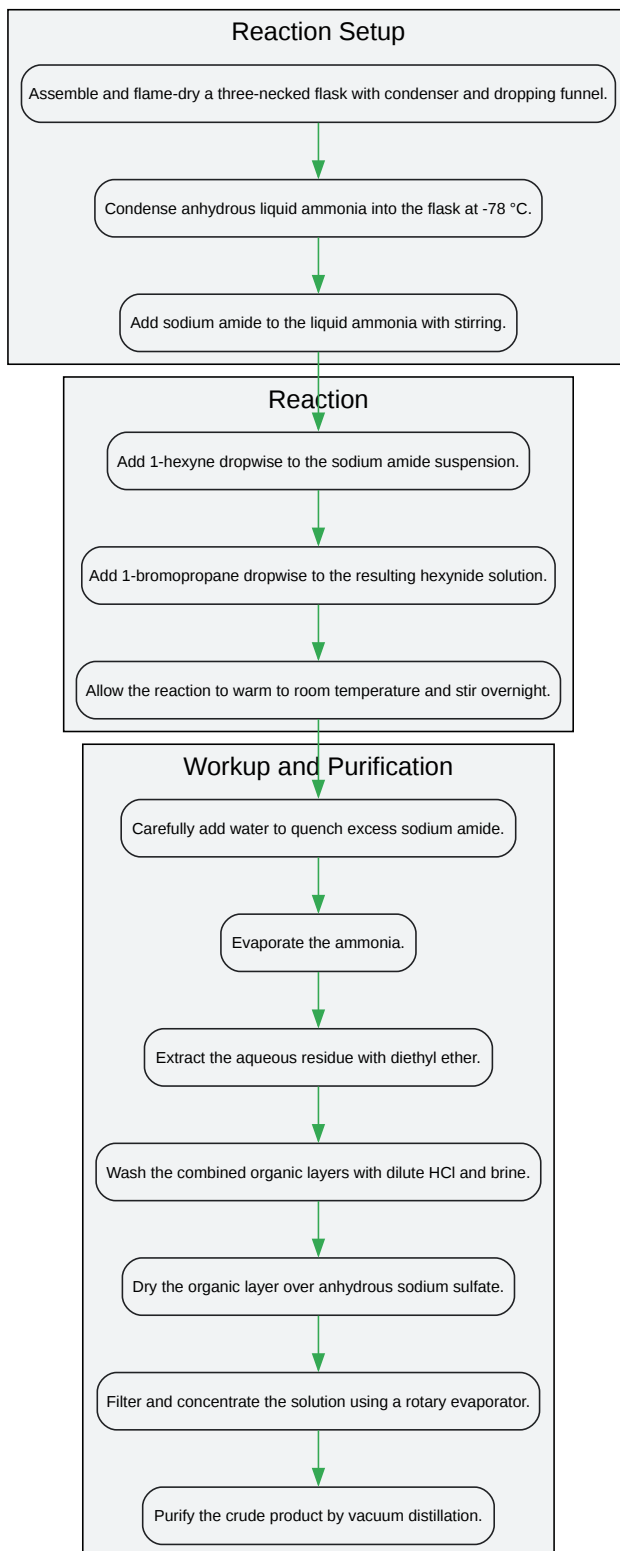 Reaction Setup
Assemble and flame-dry a three-necked flask with condenser and dropping funnel.
Condense anhydrous liquid ammonia into the flask at -78 °C.
Add sodium amide to the liquid ammonia with stirring.
Reaction
Add 1-hexyne dropwise to the sodium amide suspension.
Add 1-bromopropane dropwise to the resulting hexynide solution.
Allow the reaction to warm to room temperature and stir overnight.
Workup and Purification
Carefully add water to quench excess sodium amide.
Evaporate the ammonia.
Extract the aqueous residue with diethyl ether.
Wash the combined organic layers with dilute HCl and brine.
Dry the organic layer over anhydrous sodium sulfate.
Filter and concentrate the solution using a rotary evaporator.
Purify the crude product by vacuum distillation.